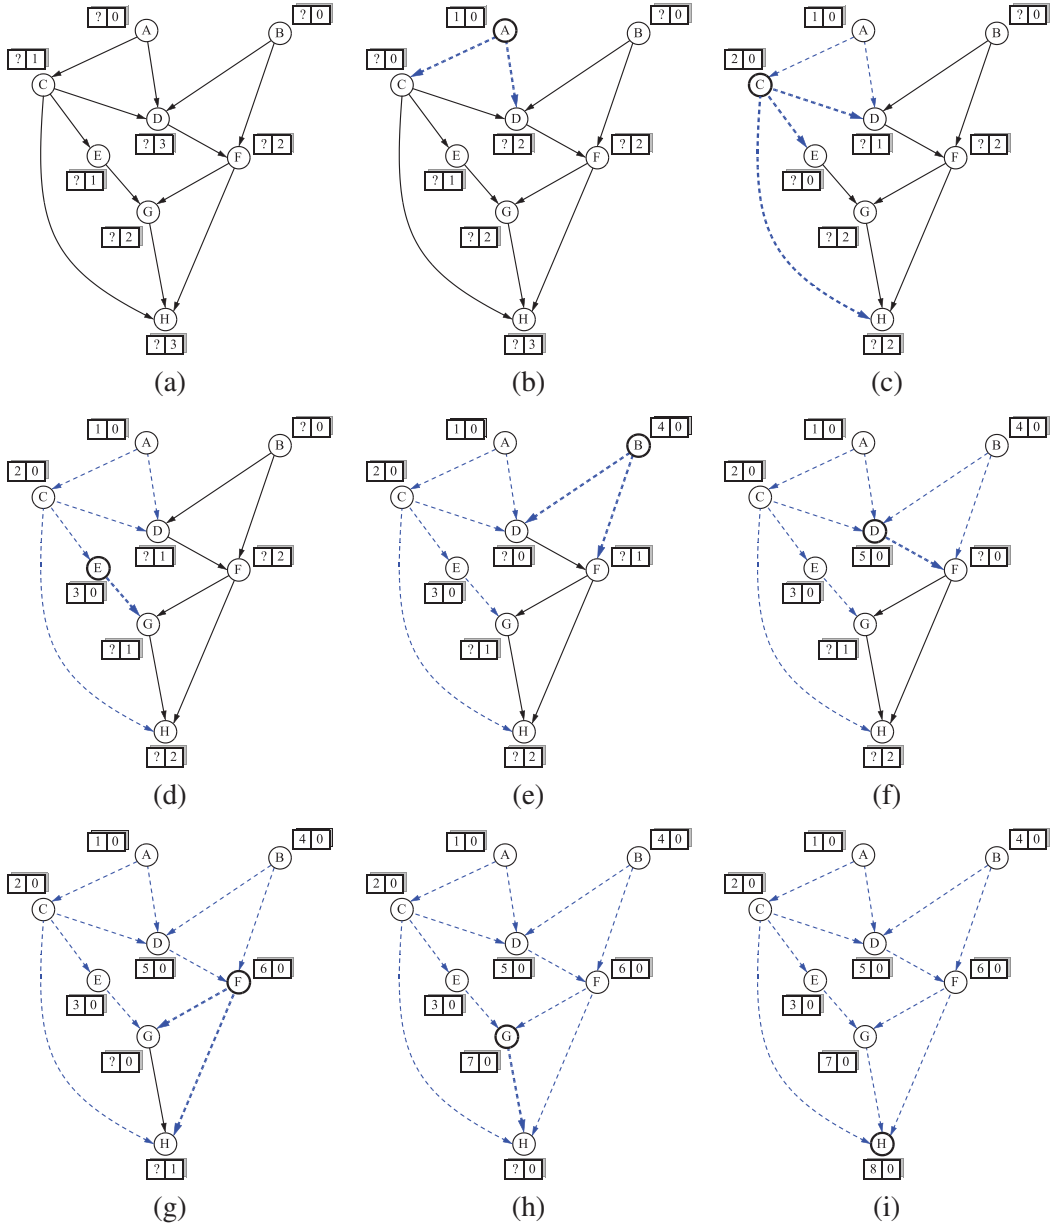 ? 0 A ? 0 B
? 1 C
D ? 3
E ? 1 F ? 2
G ? 2
H ? 3
(a)
1 0 A ? 0 B
? 0 C
D ? 2
E ? 1 F ? 2
G ? 2
H ? 3
(b)
1 0 A ? 0 B
2 0 C
D ? 1
E ? 0 F ? 2
G ? 2
H ? 2
(c)
1 0 A ? 0 B
2 0 C
D ? 1
E 3 0 F ? 2
G ? 1
H ? 2
(d)
1 0 A 4 0 B
2 0 C
D ? 0
E 3 0 F ? 1
G ? 1
H ? 2
(e)
1 0 A 4 0 B
2 0 C
D 5 0
E 3 0 F ? 0
G ? 1
H ? 2
(f)
1 0 A 4 0 B
2 0 C
D 5 0
E 3 0 F 6 0
G ? 0
H ? 1
(g)
1 0 A 4 0 B
2 0 C
D 5 0
E 3 0 F 6 0
G 7 0
H ? 0
(h)
1 0 A 4 0 B
2 0 C
D 5 0
E 3 0 F 6 0
G 7 0
H 8 0
(i)